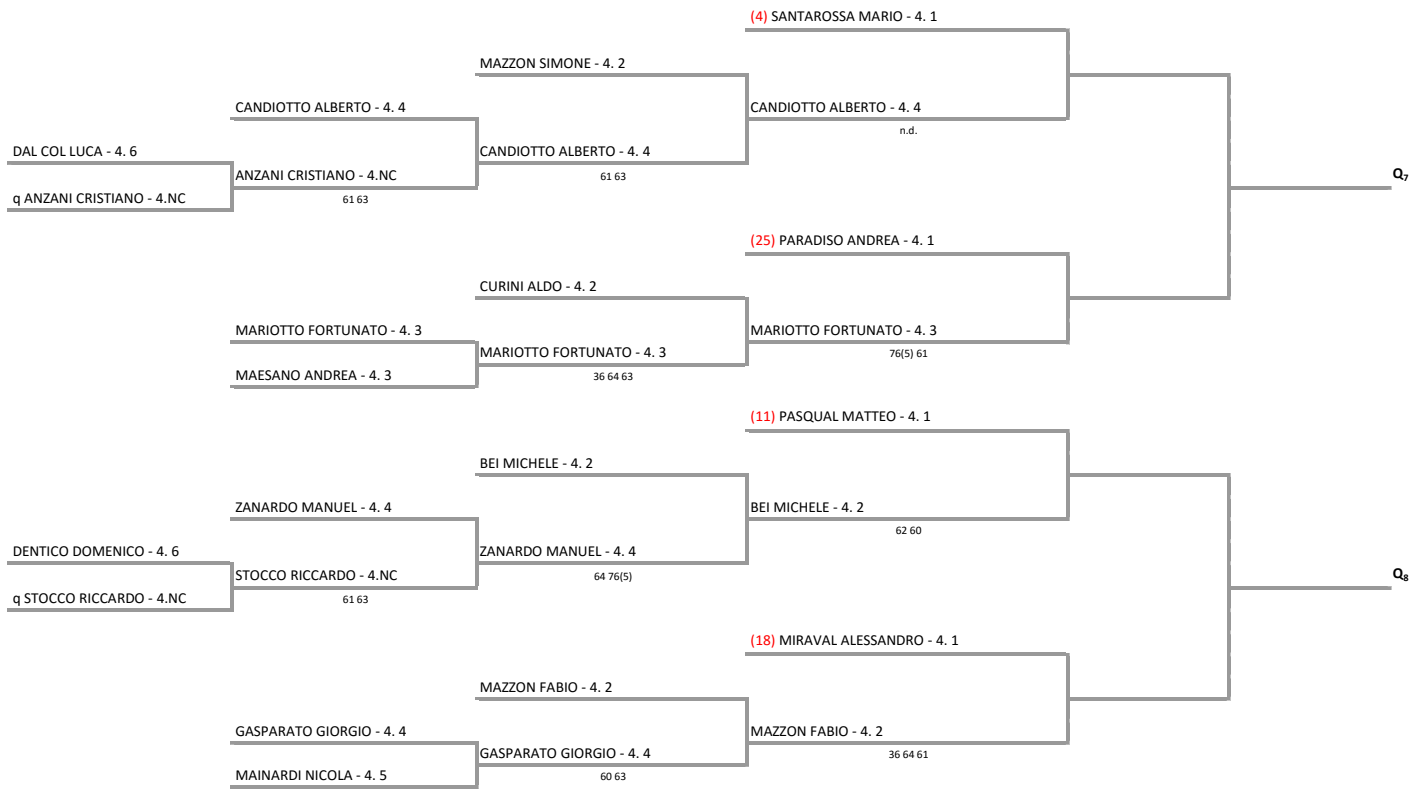 (4) SANTAROSSA MARIO - 4. 1
MAZZON SIMONE - 4. 2
CANDIOTTO ALBERTO - 4. 4
CANDIOTTO ALBERTO - 4. 4
n.d.
DAL COL LUCA - 4. 6
CANDIOTTO ALBERTO - 4. 4
ANZANI CRISTIANO - 4.NC
61 63
Q7
q ANZANI CRISTIANO - 4.NC
61 63
(25) PARADISO ANDREA - 4. 1
CURINI ALDO - 4. 2
MARIOTTO FORTUNATO - 4. 3
MARIOTTO FORTUNATO - 4. 3
MARIOTTO FORTUNATO - 4. 3
76(5) 61
MAESANO ANDREA - 4. 3
36 64 63
(11) PASQUAL MATTEO - 4. 1
BEI MICHELE - 4. 2
ZANARDO MANUEL - 4. 4
BEI MICHELE - 4. 2
62 60
DENTICO DOMENICO - 4. 6
ZANARDO MANUEL - 4. 4
STOCCO RICCARDO - 4.NC
64 76(5)
Q8
q STOCCO RICCARDO - 4.NC
61 63
(18) MIRAVAL ALESSANDRO - 4. 1
MAZZON FABIO - 4. 2
GASPARATO GIORGIO - 4. 4
MAZZON FABIO - 4. 2
GASPARATO GIORGIO - 4. 4
36 64 61
MAINARDI NICOLA - 4. 5
60 63